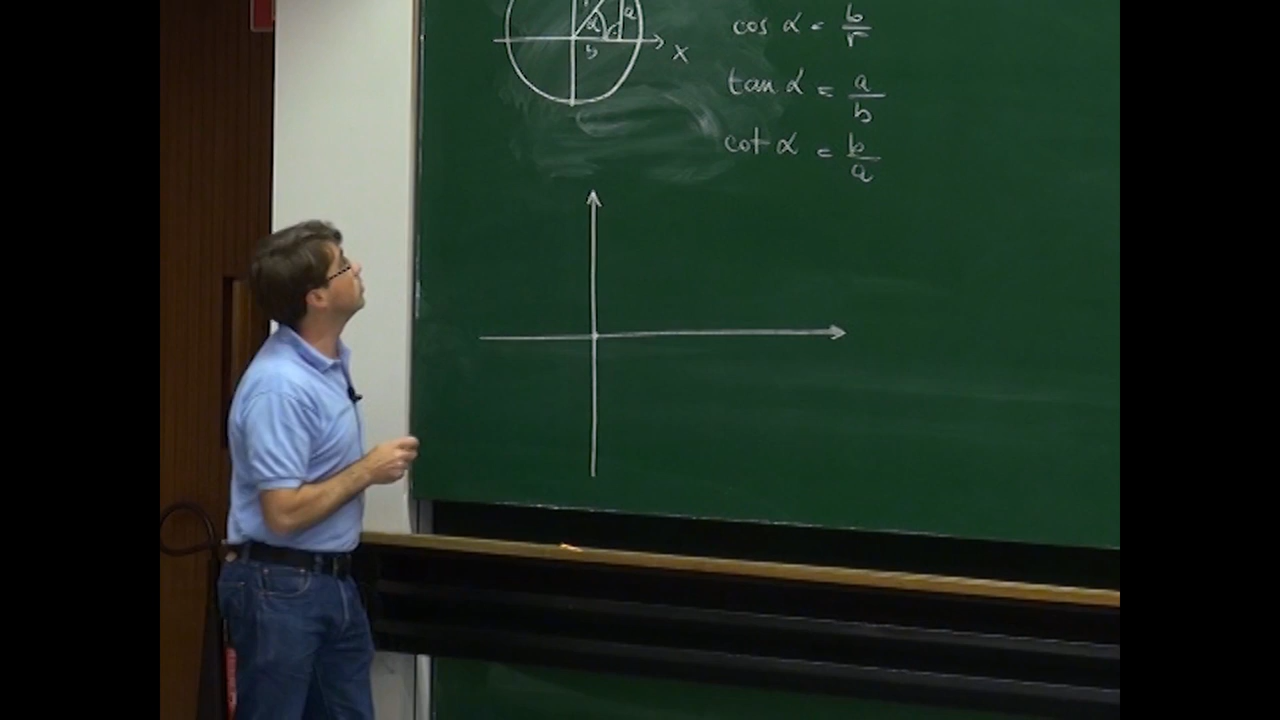 r
α
a
b
x
cos α = b/r
tan α = a/b
cot α = b/a